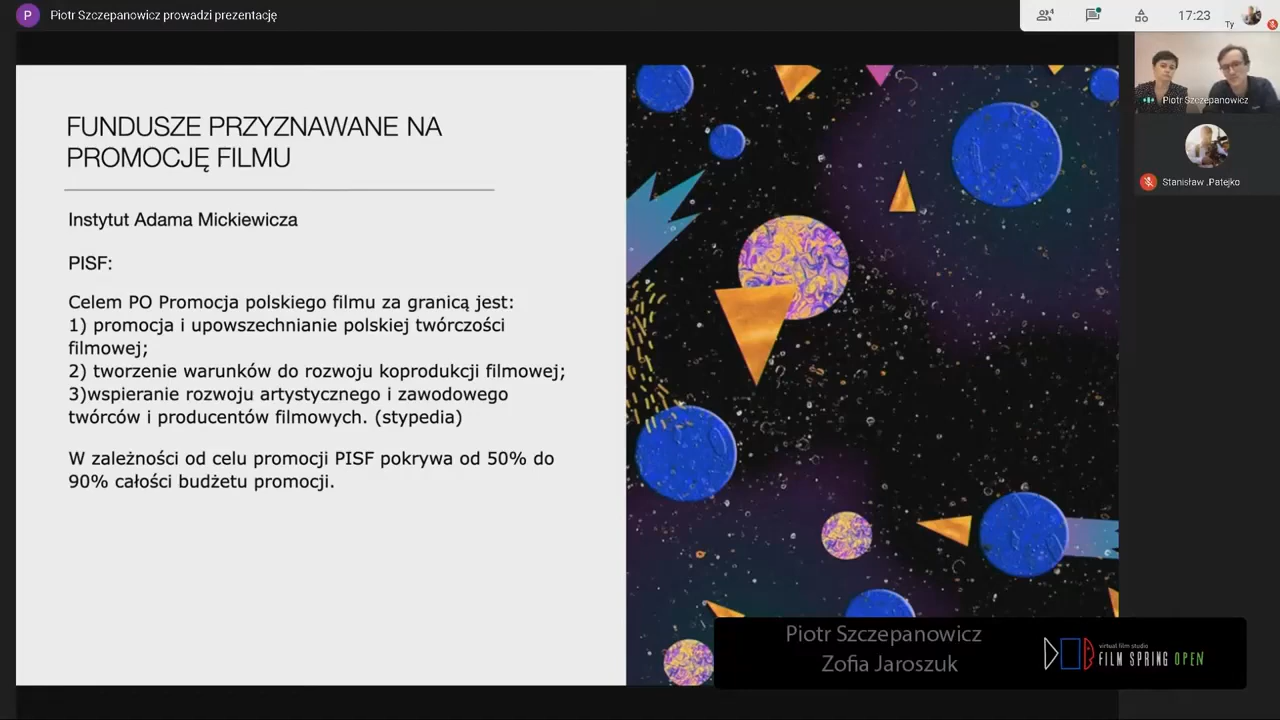 P
Piotr Szczepanowicz prowadzi prezentację
4
17:23
Ty
Piotr Szczepanowicz
Stanisław .Patejko
FUNDUSZE PRZYZNAWANE NA
PROMOCJĘ FILMU
Instytut Adama Mickiewicza
PISF:
Celem PO Promocja polskiego filmu za granicą jest:
1) promocja i upowszechnianie polskiej twórczości
filmowej;
2) tworzenie warunków do rozwoju koprodukcji filmowej;
3)wspieranie rozwoju artystycznego i zawodowego
twórców i producentów filmowych. (stypedia)
W zależności od celu promocji PISF pokrywa od 50% do
90% całości budżetu promocji.
Piotr Szczepanowicz
Zofia Jaroszuk
virtual film studio
FILM SPRING OPEN